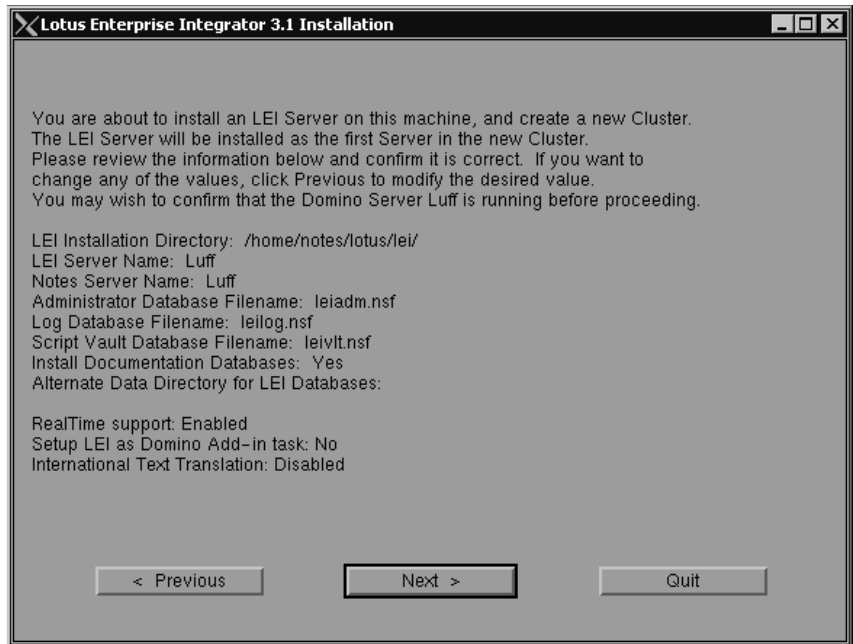 Lotus Enterprise Integrator 3.1 Installation
You are about to install an LEI Server on this machine, and create a new Cluster.
The LEI Server will be installed as the first Server in the new Cluster.
Please review the information below and confirm it is correct.  If you want to
change any of the values, click Previous to modify the desired value.
You may wish to confirm that the Domino Server Luff is running before proceeding.
LEI Installation Directory:  /home/notes/lotus/lei/
LEI Server Name:  Luff
Notes Server Name:  Luff
Administrator Database Filename:  leiadm.nsf
Log Database Filename:  leilog.nsf
Script Vault Database Filename:  leivlt.nsf
Install Documentation Databases:  Yes
Alternate Data Directory for LEI Databases:
RealTime support: Enabled
Setup LEI as Domino Add-in task: No
International Text Translation: Disabled
< Previous    Next >    Quit